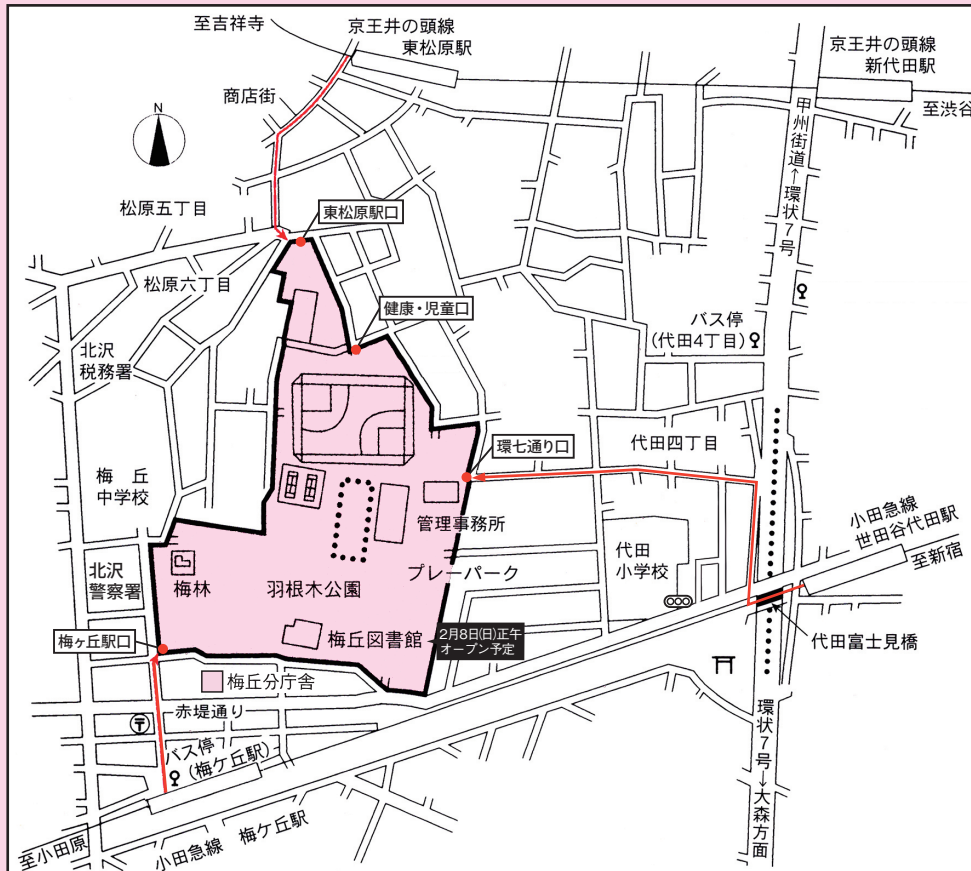 至吉祥寺
京王井の頭線
東松原駅
京王井の頭線
新代田駅
至渋谷
商店街
N
甲州街道↑環状7号
松原五丁目
東松原駅口
松原六丁目
健康・児童口
バス停
(代田4丁目)
北沢
税務署
環七通り口
代田四丁目
梅丘
中学校
管理事務所
小田急線
世田谷代田駅
至新宿
代田
小学校
北沢
警察署
梅林
羽根木公園
プレーパーク
梅ヶ丘駅口
梅丘図書館
2月8日(日)正午
オープン予定
代田富士見橋
梅丘分庁舎
赤堤通り
〒
バス停
(梅ケ丘駅)
環状7号→大森方面
至小田原
小田急線 梅ケ丘駅